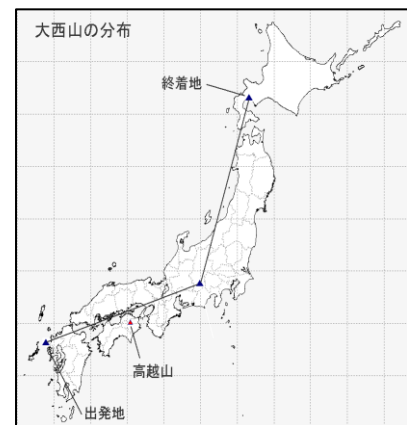 大西山の分布
終着地
高越山
出発地